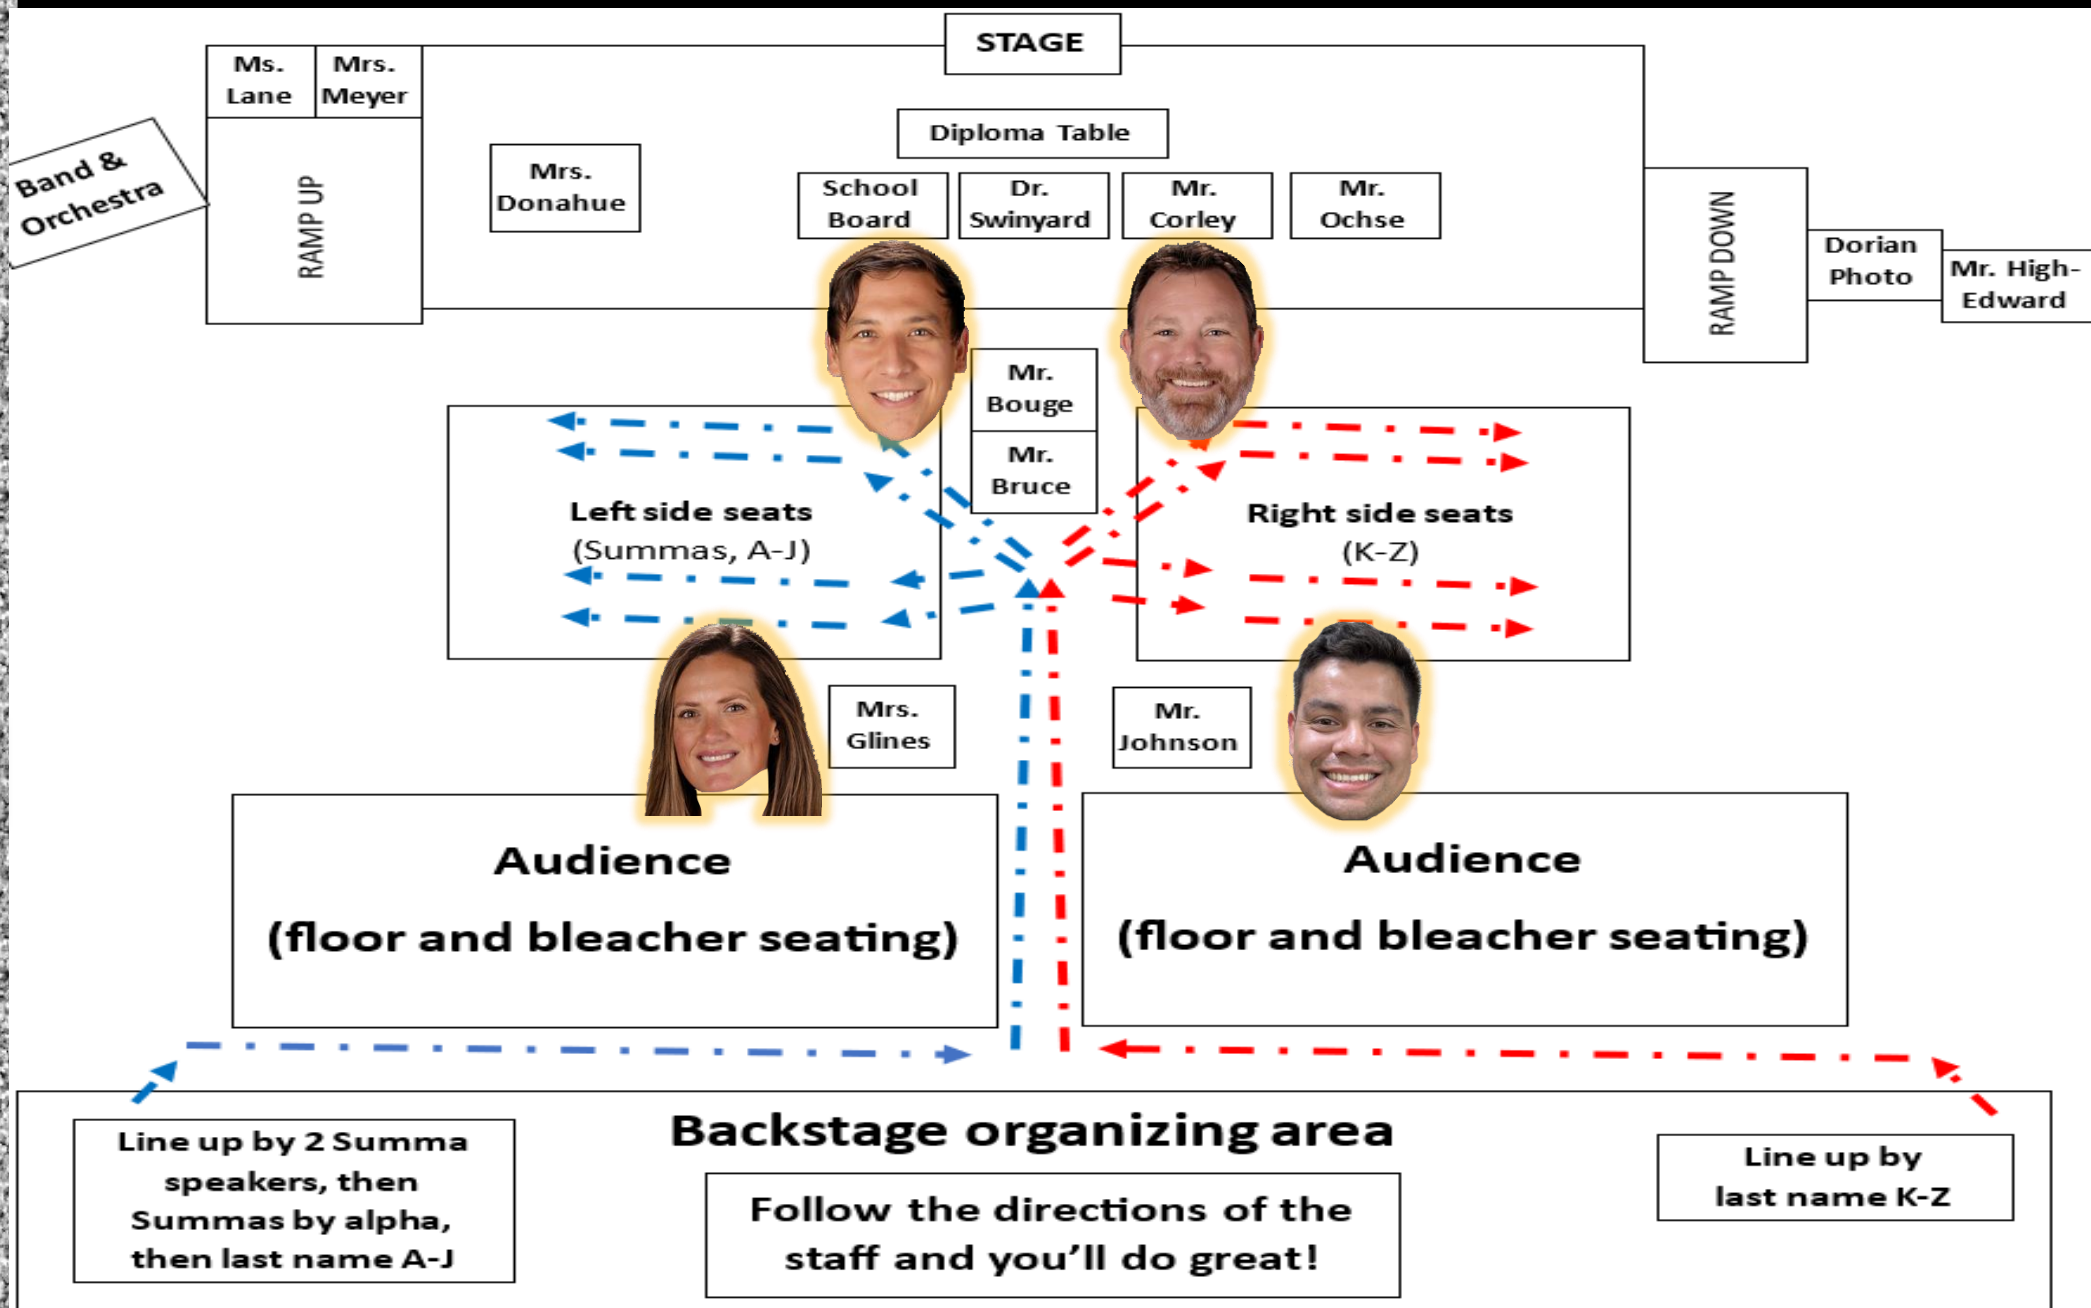 STAGE
Ms.
Lane
Mrs.
Meyer
Band &
Orchestra
RAMP UP
Mrs.
Donahue
Diploma Table
School
Board
Dr.
Swinyard
Mr.
Corley
Mr.
Ochse
RAMP DOWN
Dorian
Photo
Mr. High-
Edward
Mr.
Bouge
Mr.
Bruce
Left side seats
(Summas, A-J)
Right side seats
(K-Z)
Mrs.
Glines
Mr.
Johnson
Audience
(floor and bleacher seating)
Audience
(floor and bleacher seating)
Backstage organizing area
Line up by 2 Summa
speakers, then
Summas by alpha,
then last name A-J
Follow the directions of the
staff and you'll do great!
Line up by
last name K-Z